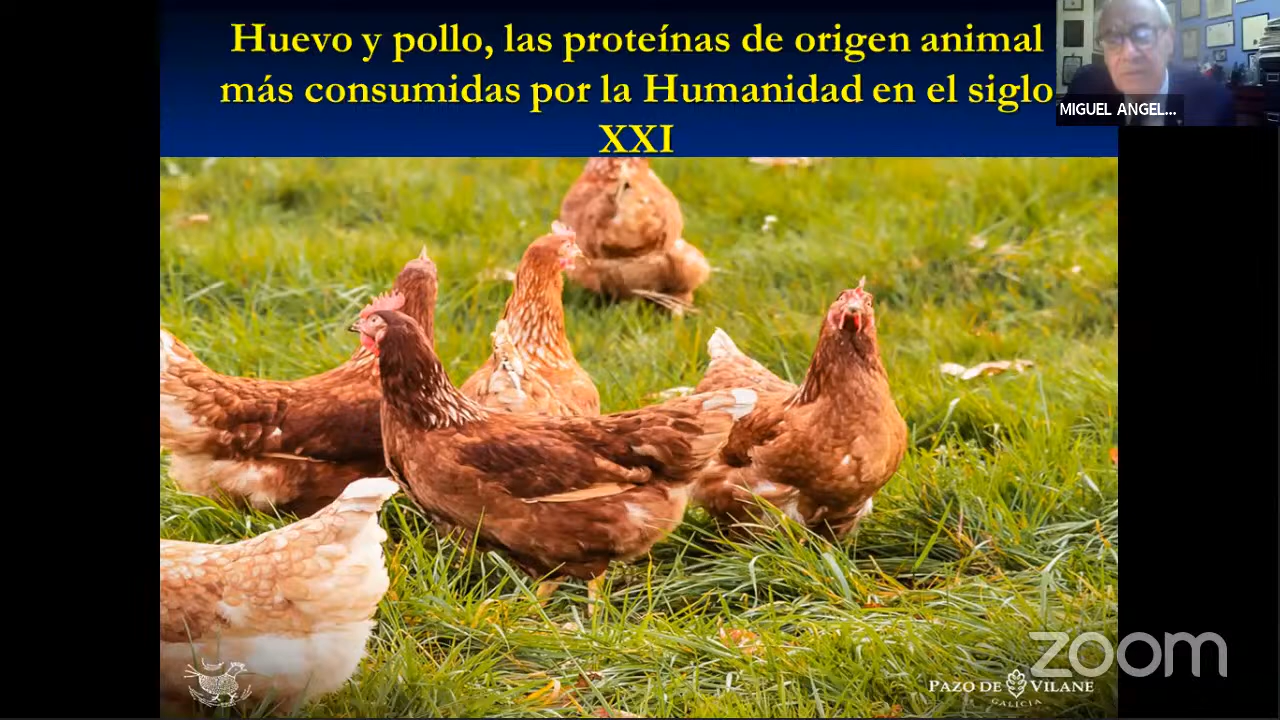 Huevo y pollo, las proteínas de origen animal
más consumidas por la Humanidad en el siglo
XXI
MIGUEL ANGEL...
zoom
PAZO DE VILANE
GALICIA